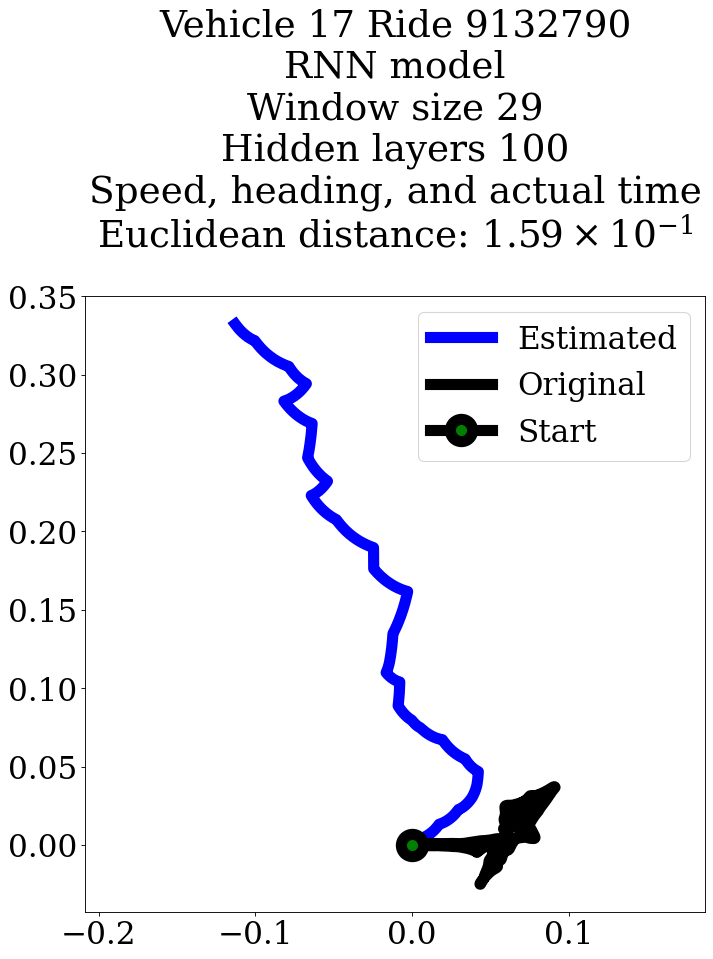 Vehicle 17 Ride 9132790
RNN model
Window size 29
Hidden layers 100
Speed, heading, and actual time
Euclidean distance: 1.59 × 10⁻¹
0.35
0.30
0.25
0.20
0.15
0.10
0.05
0.00
Estimated
Original
Start
−0.2
−0.1
0.0
0.1